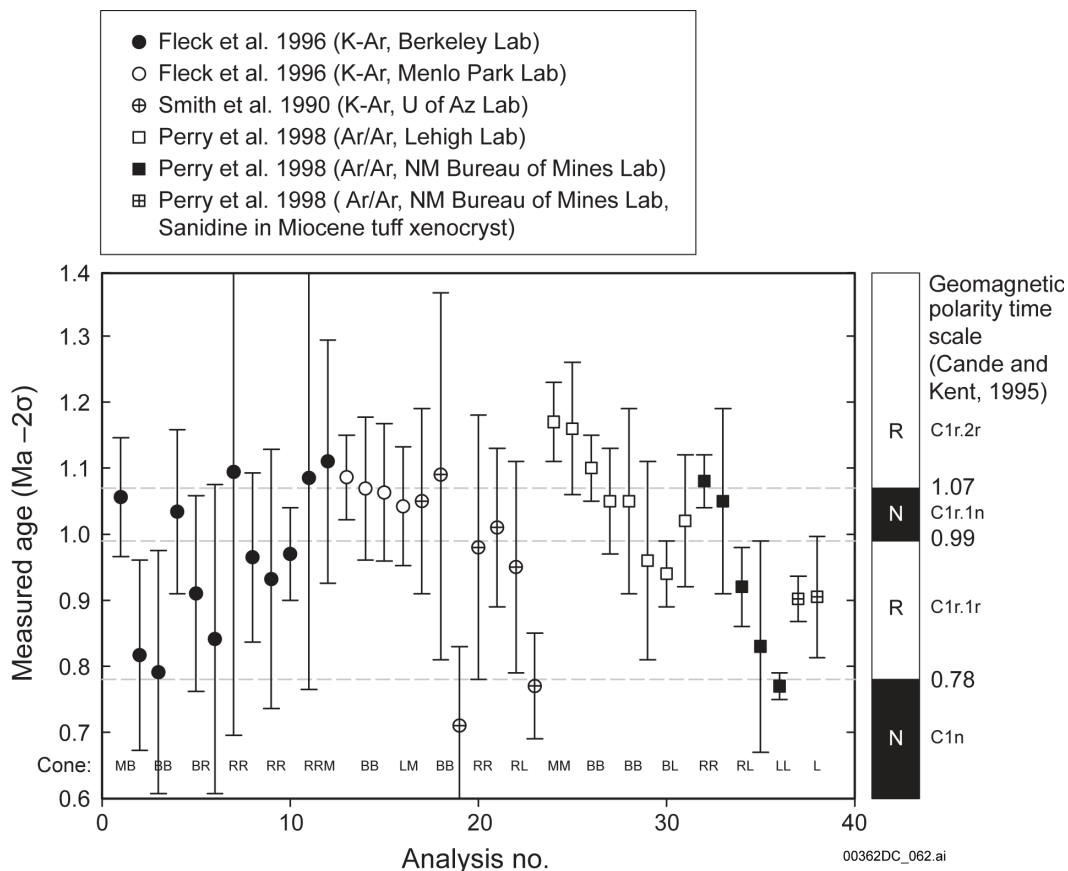 Fleck et al. 1996 (K-Ar, Berkeley Lab)
Fleck et al. 1996 (K-Ar, Menlo Park Lab)
Smith et al. 1990 (K-Ar, U of Az Lab)
Perry et al. 1998 (Ar/Ar, Lehigh Lab)
Perry et al. 1998 (Ar/Ar, NM Bureau of Mines Lab)
Perry et al. 1998 ( Ar/Ar, NM Bureau of Mines Lab,
Sanidine in Miocene tuff xenocryst)
Measured age (Ma –2σ)
1.4
1.3
1.2
1.1
1.0
0.9
0.8
0.7
0.6
Cone: MB BB BR RR RR RRM BB LM BB RR RL MM BB BB BL RR RL LL L
0 10 20 30 40
Analysis no.
Geomagnetic
polarity time
scale
(Cande and
Kent, 1995)
R C1r.2r
1.07
N C1r.1n
0.99
R C1r.1r
0.78
N C1n
00362DC_062.ai